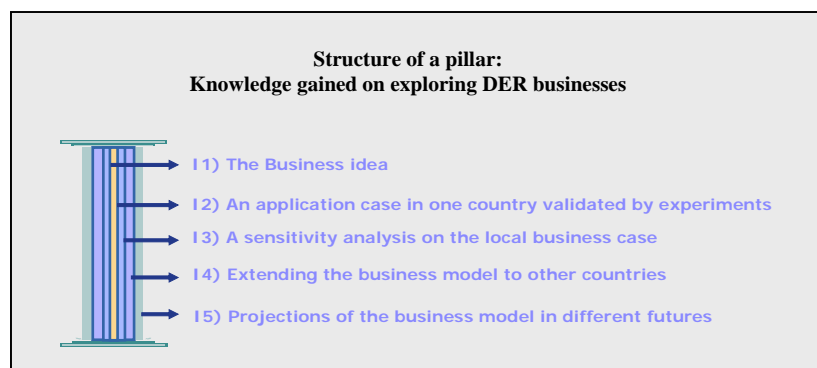 Structure of a pillar:
Knowledge gained on exploring DER businesses
I1) The Business idea
I2) An application case in one country validated by experiments
I3) A sensitivity analysis on the local business case
I4) Extending the business model to other countries
I5) Projections of the business model in different futures